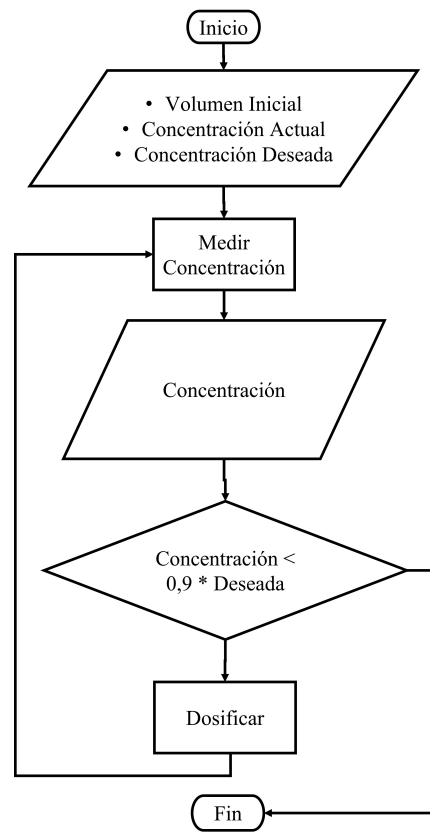 Inicio
• Volumen Inicial
• Concentración Actual
• Concentración Deseada
Medir
Concentración
Concentración
Concentración <
0,9 * Deseada
Dosificar
Fin